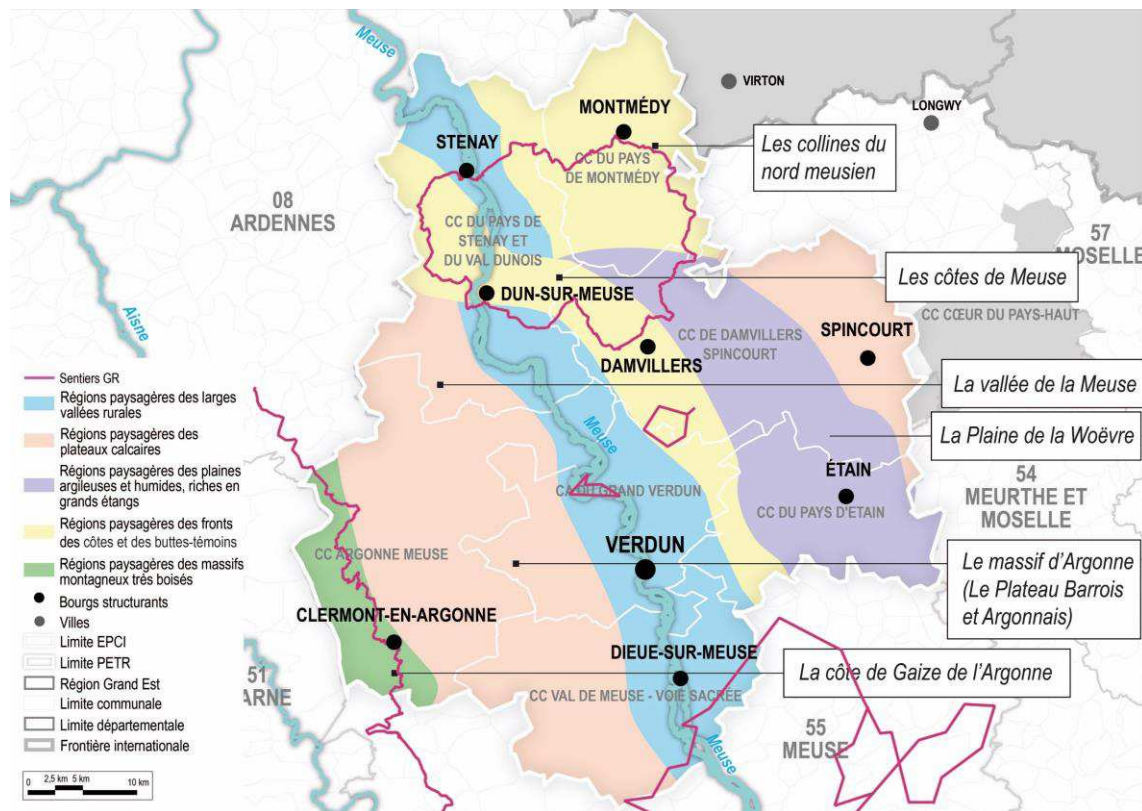 Meuse
VIRTON
MONTMÉDY
LONGWY
STENAY
Les collines du
nord meusien
CC DU PAYS
DE MONTMÉDY
08
ARDENNES
CC DU PAYS DE
STENAY ET
DU VAL DUNOIS
57
MOSELLE
Les côtes de Meuse
DUN-SUR-MEUSE
Aisne
CC CŒUR DU PAYS-HAUT
SPINCOURT
CC DE DAMVILLERS
SPINCOURT
DAMVILLERS
La vallée de la Meuse
Meuse
La Plaine de la Woëvre
ÉTAIN
54
MEURTHE ET
MOSELLE
CA DU GRAND VERDUN
CC DU PAYS D'ETAIN
VERDUN
CC ARGONNE MEUSE
Le massif d'Argonne
(Le Plateau Barrois
et Argonnais)
CLERMONT-EN-ARGONNE
DIEUE-SUR-MEUSE
La côte de Gaize de l'Argonne
51
ARNE
CC VAL DE MEUSE - VOIE SACRÉE
55
MEUSE
Meuse
Sentiers GR
Régions paysagères des larges
vallées rurales
Régions paysagères des
plateaux calcaires
Régions paysagères des plaines
argileuses et humides, riches en
grands étangs
Régions paysagères des fronts
des côtes et des buttes-témoins
Régions paysagères des massifs
montagneux trés boisés
Bourgs structurants
Villes
Limite EPCI
Limite PETR
Région Grand Est
Limite communale
Limite départementale
Frontière internationale
0 2,5 km 5 km 10 km